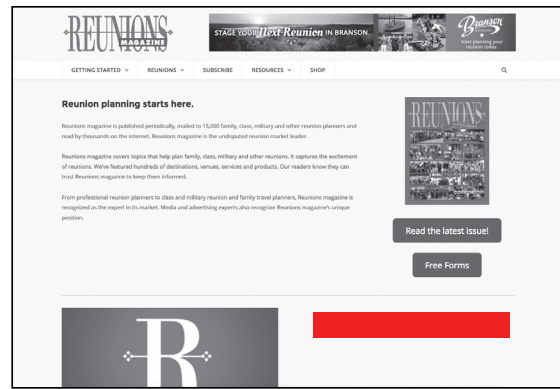 REUNIONS
MAGAZINE
STAGE YOUR Next Reunion IN BRANSON.
Branson
Start planning your
reunion today.
GETTING STARTED REUNIONS SUBSCRIBE RESOURCES SHOP
Reunion planning starts here.
Reunions magazine is published periodically, mailed to 15,000 family, class, military and other reunion planners and
read by thousands on the internet. Reunions magazine is the undisputed reunion market leader.
Reunions magazine covers topics that help plan family, class, military and other reunions. It captures the excitement
of reunions. We've featured hundreds of destinations, venues, services and products. Our readers know they can
trust Reunions magazine to keep them informed.
From professional reunion planners to class and military reunion and family travel planners, Reunions magazine is
recognized as the expert in its market. Media and advertising experts also recognize Reunions magazine's unique
position.
REUNIONS
Read the latest issue!
Free Forms
R